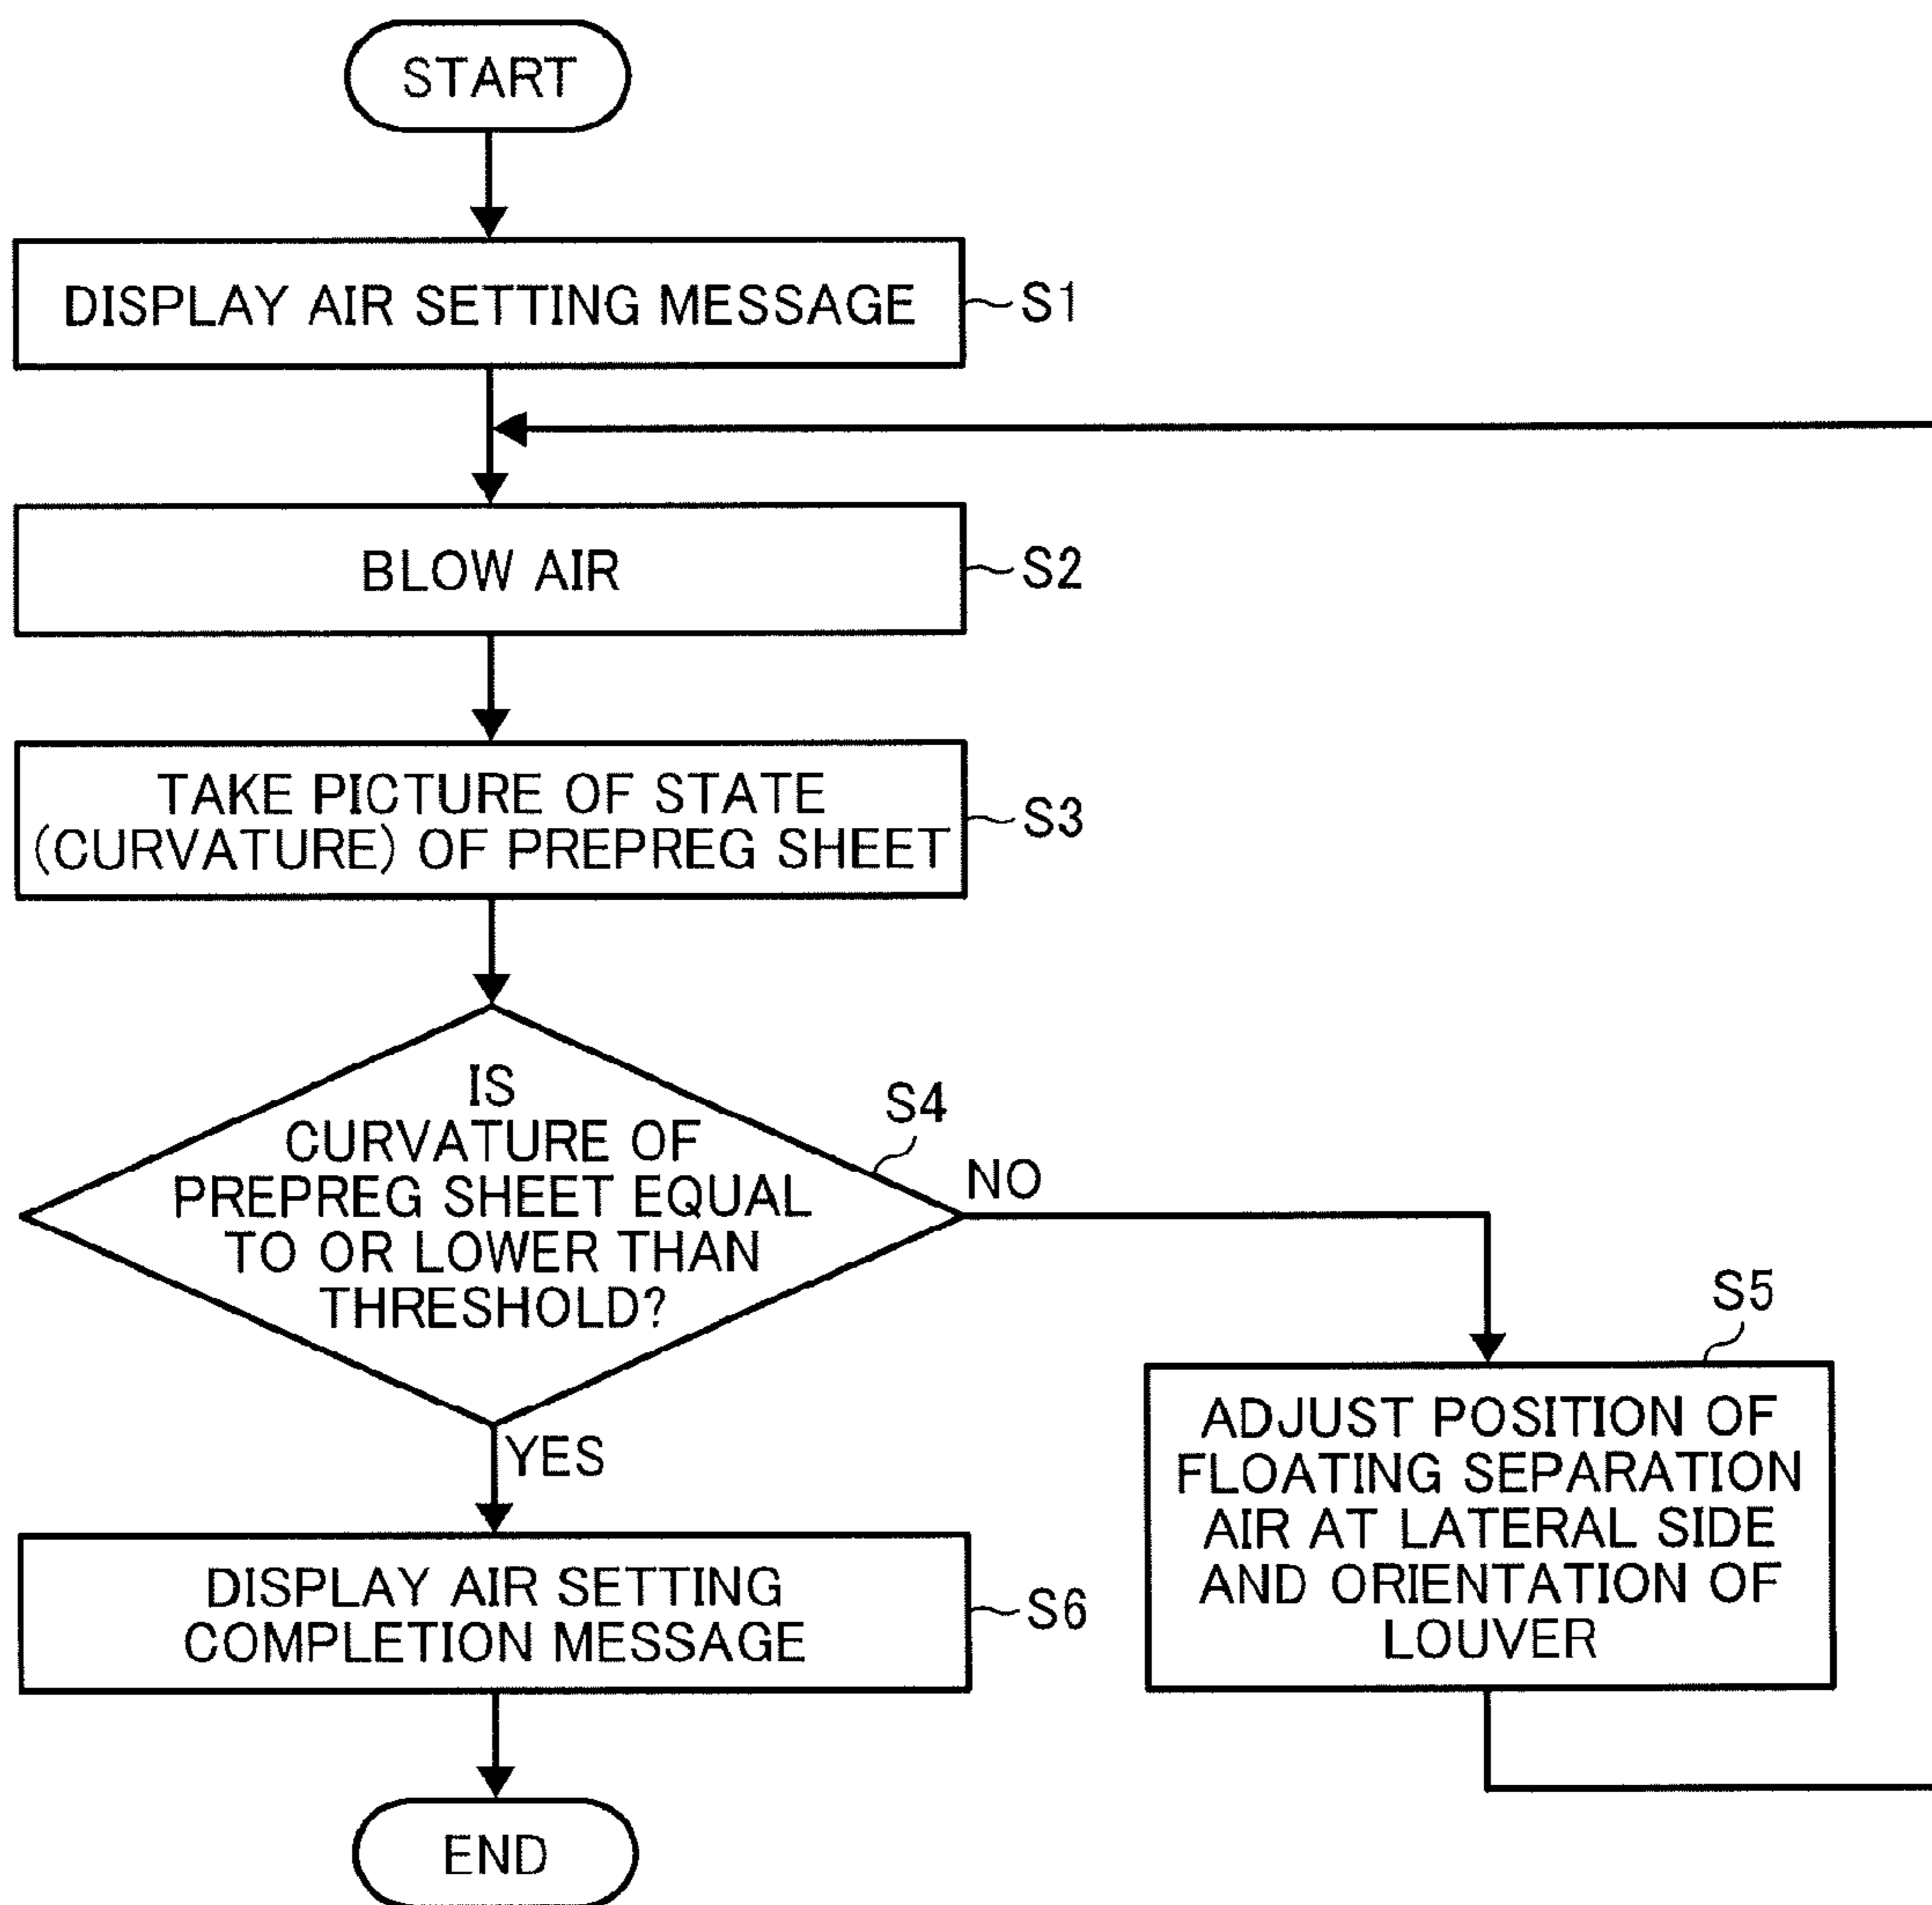 START
DISPLAY AIR SETTING MESSAGE
S1
BLOW AIR
S2
TAKE PICTURE OF STATE
(CURVATURE) OF PREPREG SHEET
S3
IS
CURVATURE OF
PREPREG SHEET EQUAL
TO OR LOWER THAN
THRESHOLD?
S4
NO
YES
S5
ADJUST POSITION OF
FLOATING SEPARATION
AIR AT LATERAL SIDE
AND ORIENTATION OF
LOUVER
DISPLAY AIR SETTING
COMPLETION MESSAGE
S6
END